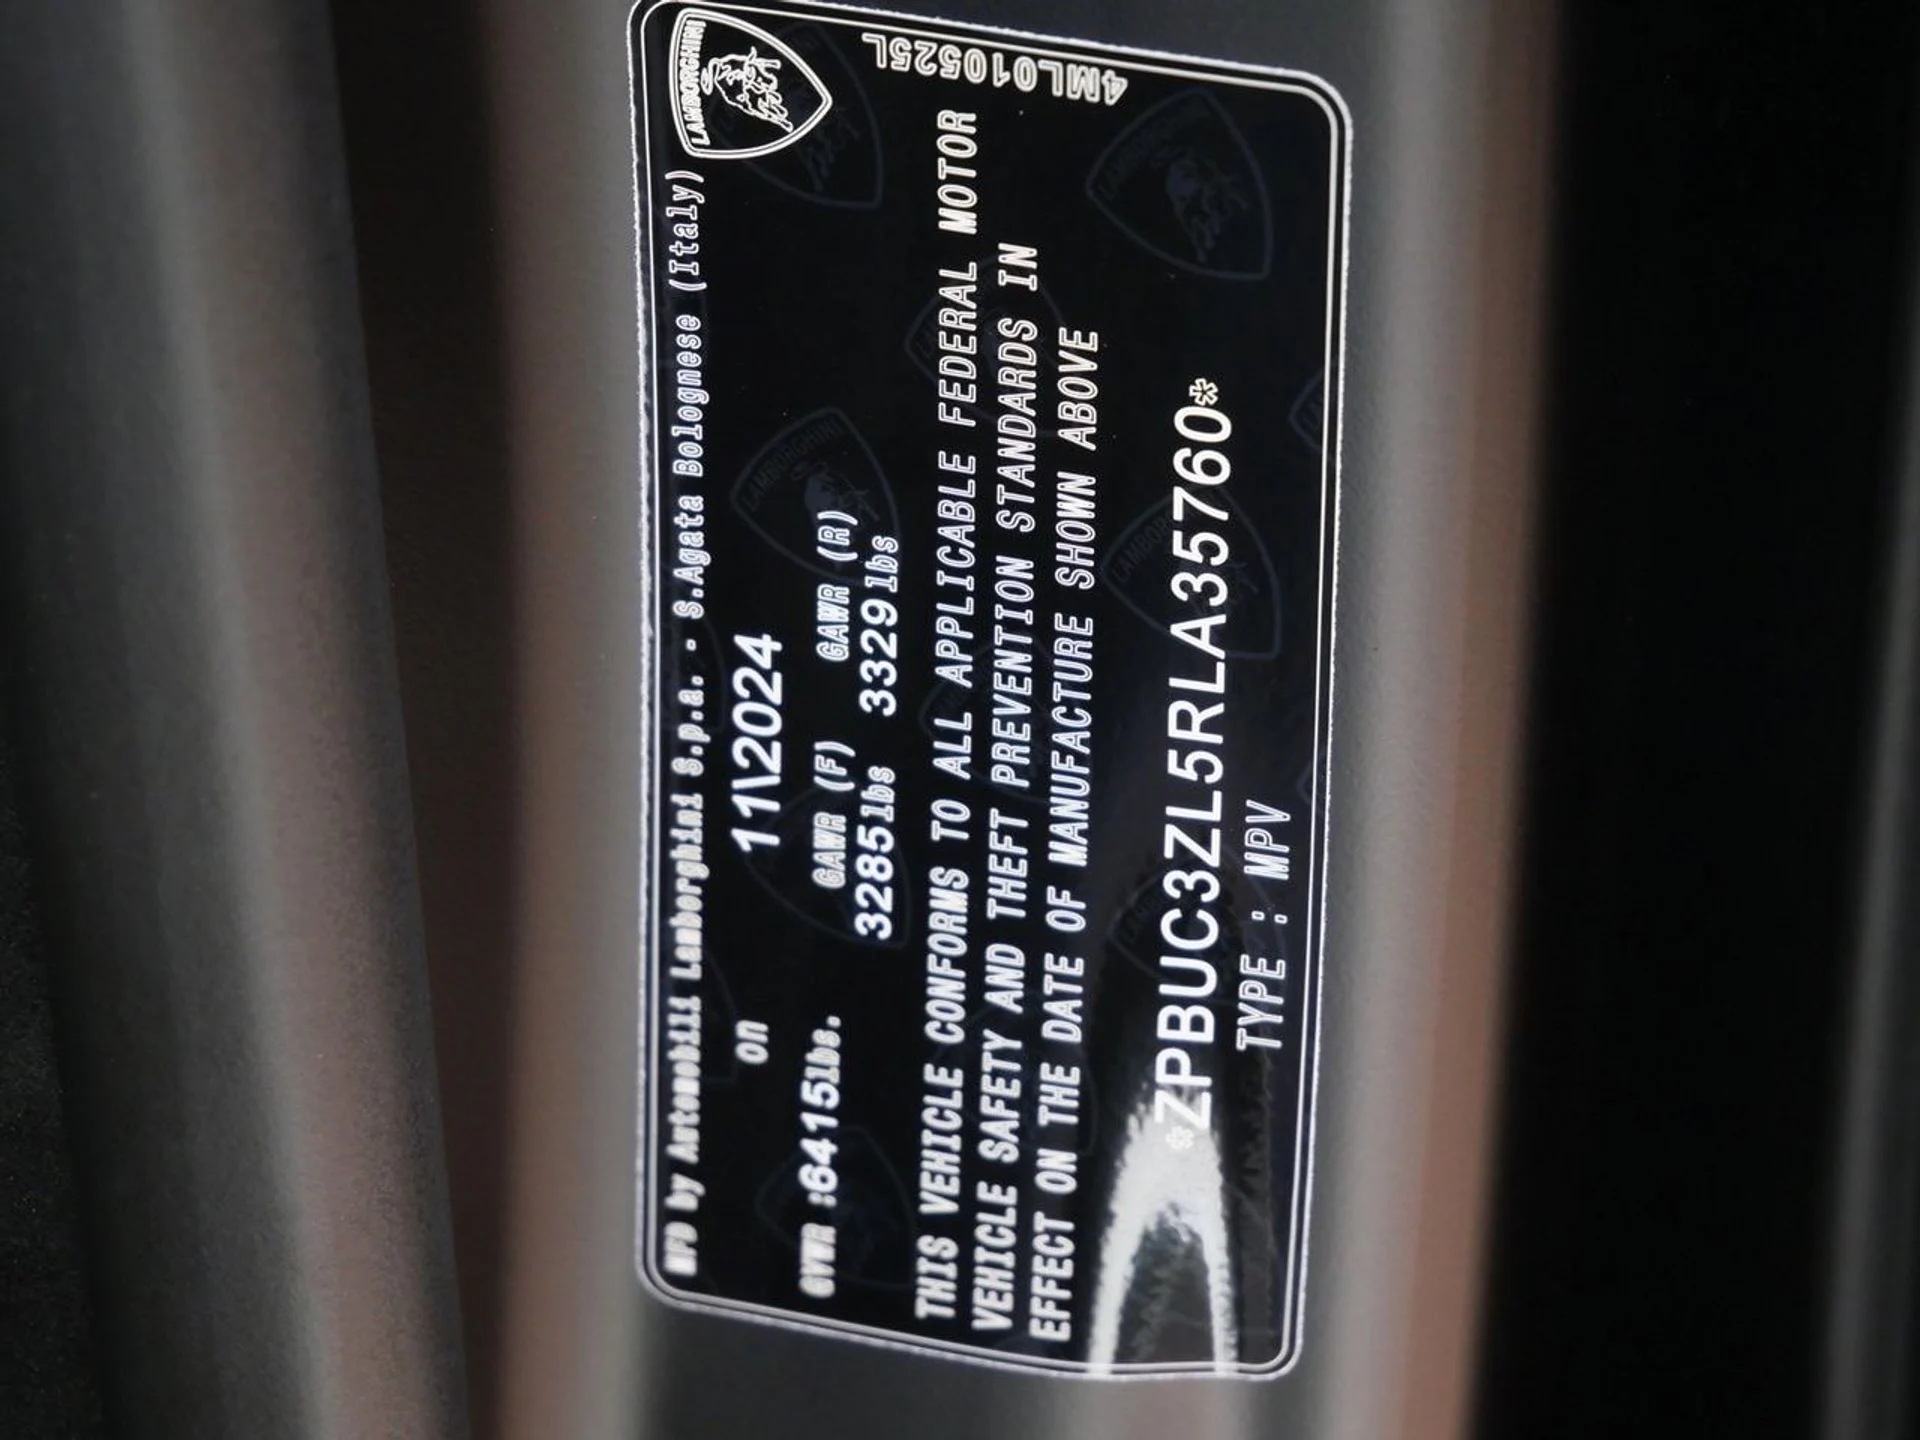 LAMBORGHINI
MFD by Automobili Lamborghini S.p.a. - S.Agata Bolognese (Italy)
on 11\2024
GVWR :6415lbs. GAWR (F) GAWR (R)
3285lbs 3329lbs
THIS VEHICLE CONFORMS TO ALL APPLICABLE FEDERAL MOTOR
VEHICLE SAFETY AND THEFT PREVENTION STANDARDS IN
EFFECT ON THE DATE OF MANUFACTURE SHOWN ABOVE
*ZPBUC3ZL5RLA35760*
TYPE : MPV
4ML010525L